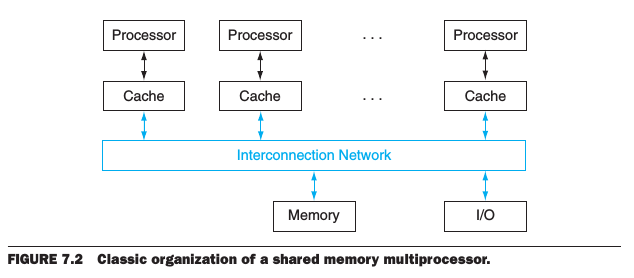 Processor Processor . . . Processor
Cache Cache . . . Cache
Interconnection Network
Memory I/O
FIGURE 7.2 Classic organization of a shared memory multiprocessor.